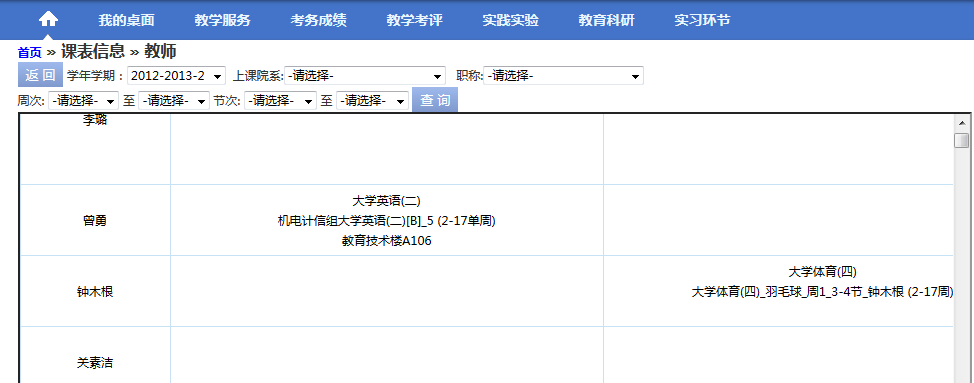 我的桌面 教学服务 考务成绩 教学考评 实践实验 教育科研 实习环节
首页 » 课表信息 » 教师
返 回 学年学期： 2012-2013-2 上课院系: -请选择- 职称: -请选择-
周次: -请选择- 至 -请选择- 节次: -请选择- 至 -请选择- 查 询
李璐
大学英语(二)
曾勇 机电计信组大学英语(二)[B]_5 (2-17单周)
教育技术楼A106
大学体育(四)
钟木根 大学体育(四)_羽毛球_周1_3-4节_钟木根 (2-17周)
关素洁